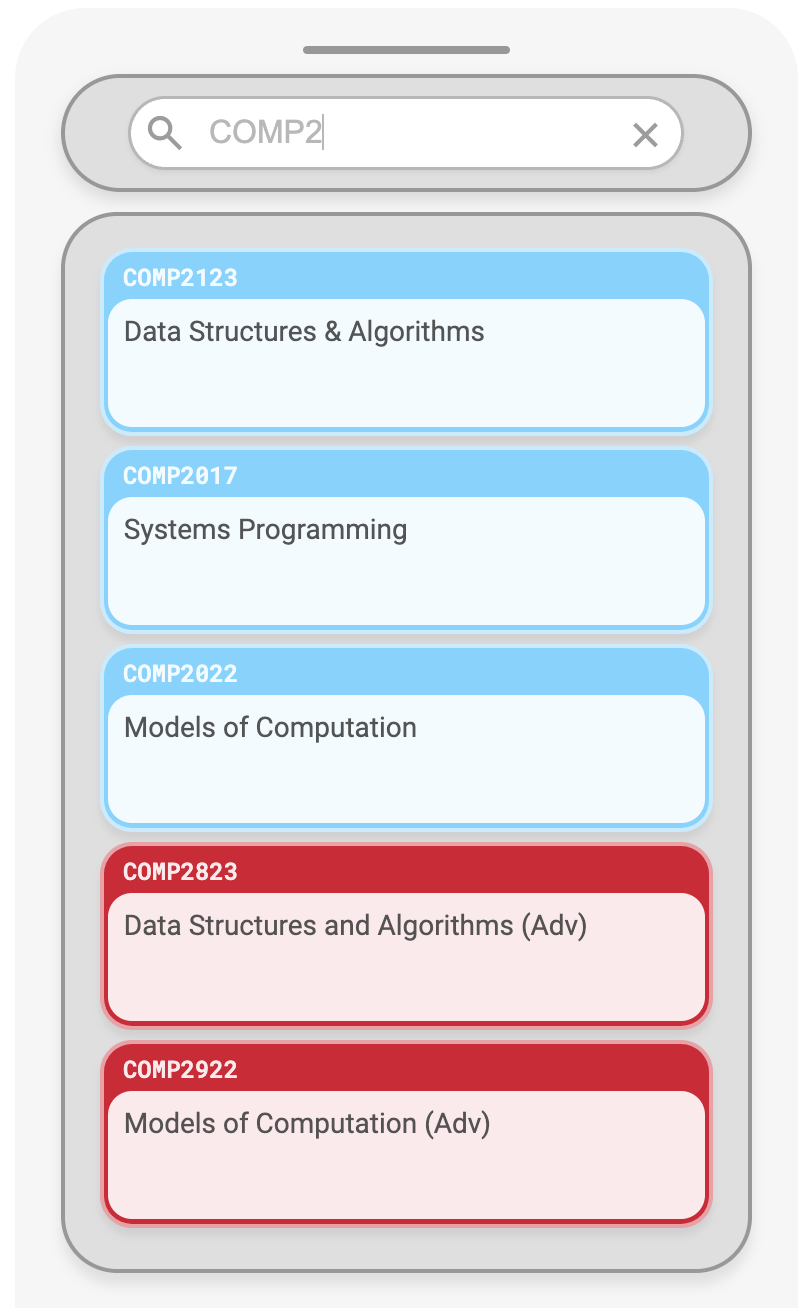 COMP2
COMP2123
Data Structures & Algorithms
COMP2017
Systems Programming
COMP2022
Models of Computation
COMP2823
Data Structures and Algorithms (Adv)
COMP2922
Models of Computation (Adv)